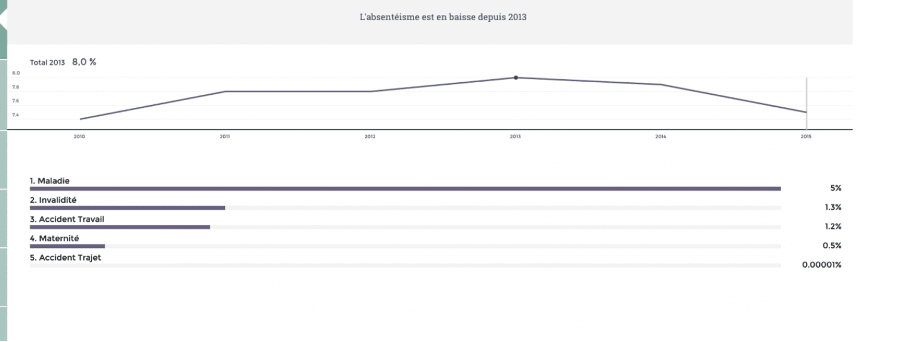 L'absentéisme est en baisse depuis 2013
Total 2013 8,0 %
8.0
7.8
7.6
7.4
2010 2011 2012 2013 2014 2015
1. Maladie
5%
2. Invalidité
1.3%
3. Accident Travail
1.2%
4. Maternité
0.5%
5. Accident Trajet
0.00001%